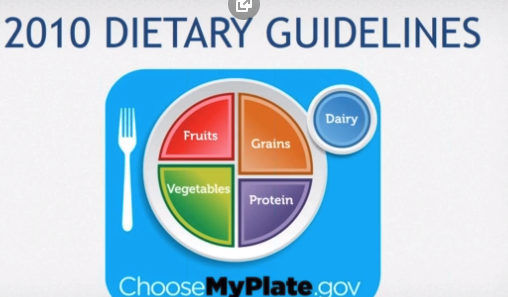 2010 DIETARY GUIDELINES
Dairy
Fruits
Grains
Vegetables
Protein
ChooseMyPlate.gov